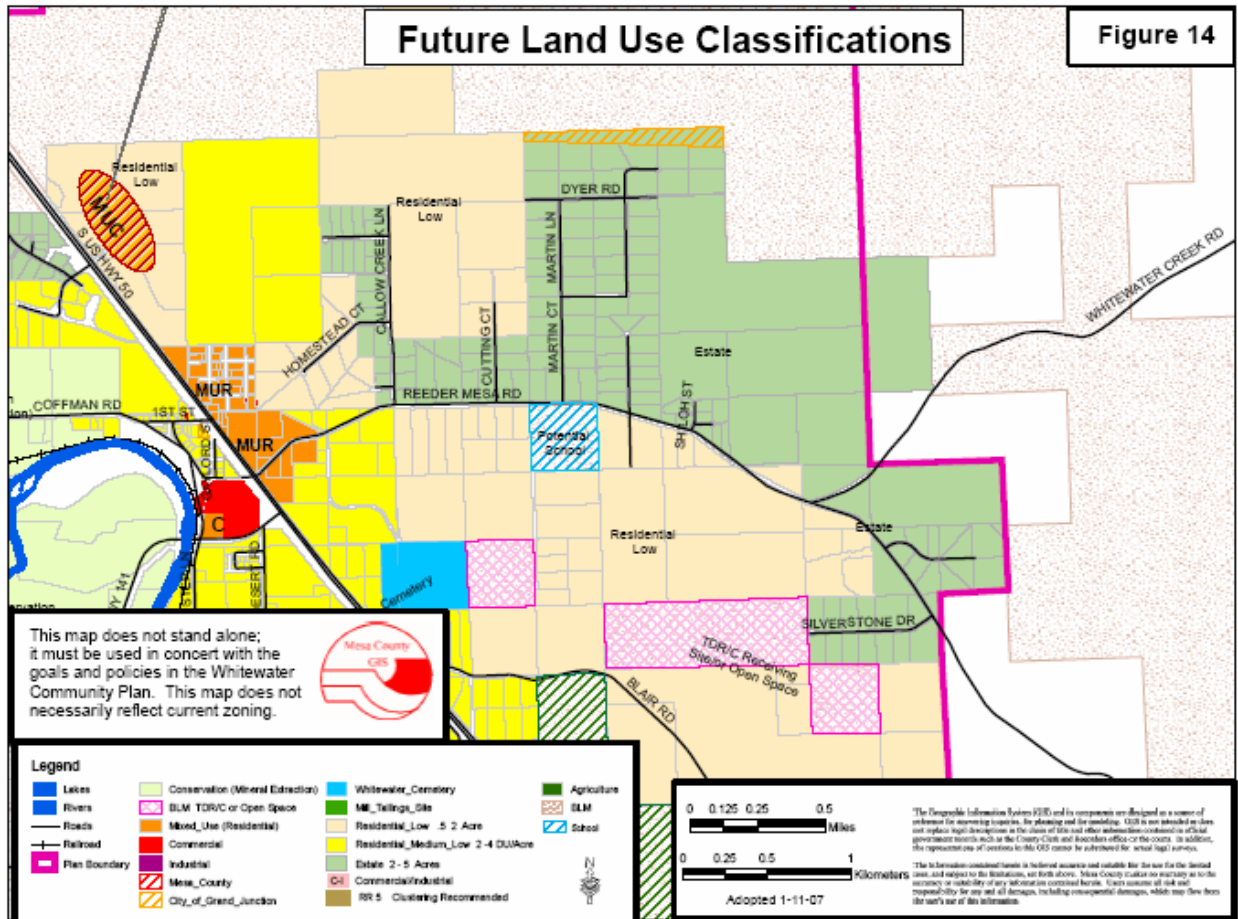 Future Land Use Classifications
Figure 14
Residential
Low
MUC
S US HWY 50
Residential
Low
DYER RD
MARTIN LN
CALLOW CREEK LN
HOMESTEAD CT
CUTTING CT
MARTIN CT
Estate
WHITEWATER CREEK RD
MUR
REEDER MESA RD
COFFMAN RD
1ST ST
MUR
Potential
School
SHILOH ST
C
Residential
Low
Estate
Cemetery
SILVERSTONE DR
TDR/C Receiving
Site/or Open Space
BLAIR RD
This map does not stand alone;
it must be used in concert with the
goals and policies in the Whitewater
Community Plan. This map does not
necessarily reflect current zoning.
Mesa County
GIS
Legend
Lakes
Rivers
Roads
Railroad
Plan Boundary
Conservation (Mineral Extraction)
BLM TDR/C or Open Space
Mixed_Use (Residential)
Commercial
Industrial
Mesa_County
City_of_Grand_Junction
Whitewater_Cemetery
Mill_Tailings_Site
Residential_Low .5 2 Acre
Residential_Medium_Low 2-4 DU/Acre
Estate 2 - 5 Acres
C-I Commercial/Industrial
RR 5 Clustering Recommended
Agriculture
BLM
School
N
0 0.125 0.25 0.5
Miles
0 0.25 0.5 1
Kilometers
Adopted 1-11-07